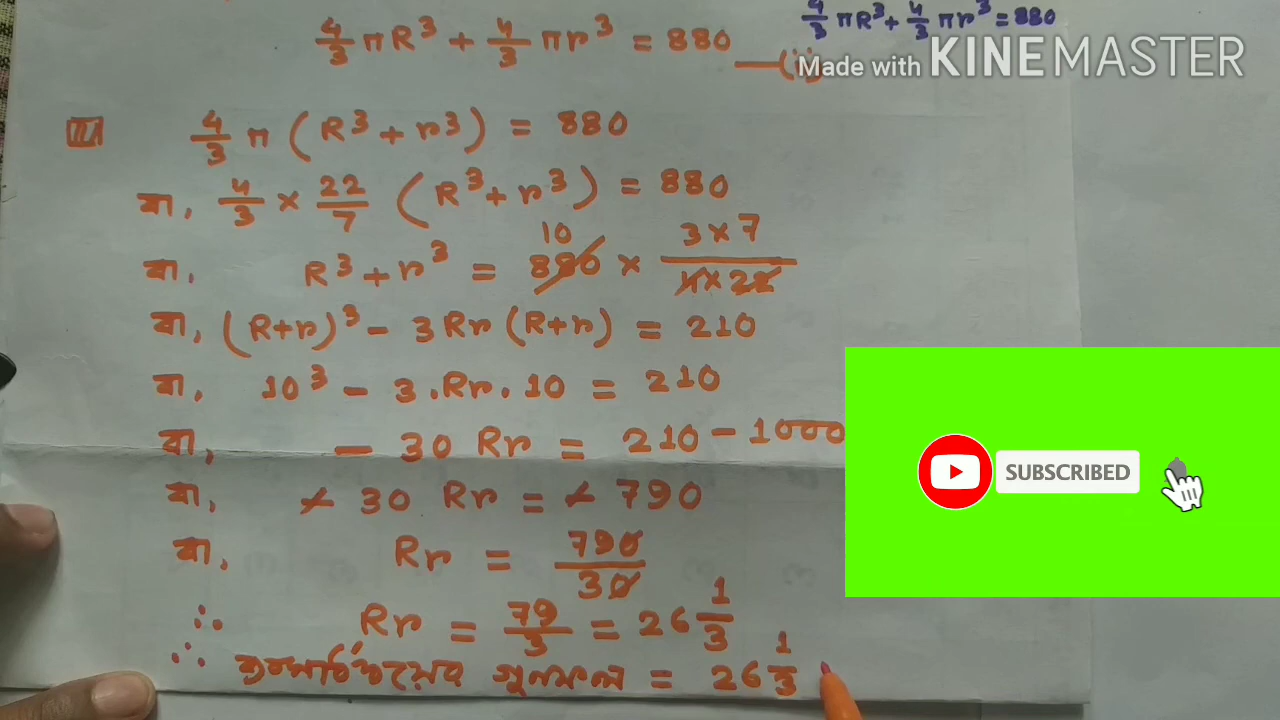 4/3 πR³ + 4/3 πr³ = 880
4/3 πR³ + 4/3 πr³ = 880 —(ii)
Made with KINEMASTER
III 4/3 π (R³ + r³) = 880
বা, 4/3 × 22/7 (R³ + r³) = 880
বা, R³ + r³ = 880 10 × 3×7/4×22
বা, (R+r)³ - 3Rr (R+r) = 210
বা, 10³ - 3.Rr.10 = 210
বা, - 30 Rr = 210 - 1000
SUBSCRIBED
বা, - 30 Rr = - 790
বা, Rr = 790/30
∴ Rr = 79/3 = 26 1/3
∴ ব্যাসার্ধদ্বয়ের গুনফল = 26 1/3